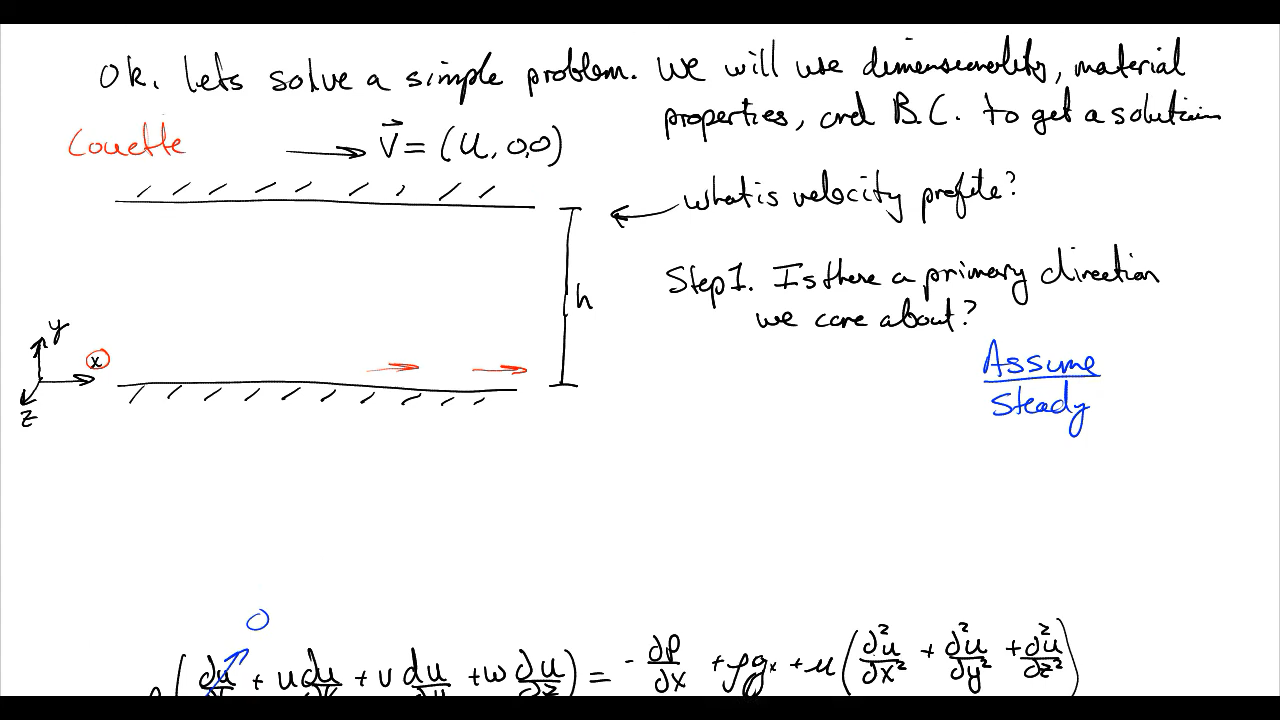 Ok. Lets solve a simple problem. We will use dimensionality, material
properties, and B.C. to get a solution
Couette
V⃗ = (U, 0,0)
What is velocity profile?
h
Step 1. Is there a primary direction
we care about?
y
x
z
Assume
Steady
0
ρ(∂u/∂t + u ∂u/∂x + v ∂u/∂y + w ∂u/∂z) = - ∂P/∂x + ρg_x + μ(∂²u/∂x² + ∂²u/∂y² + ∂²u/∂z²)